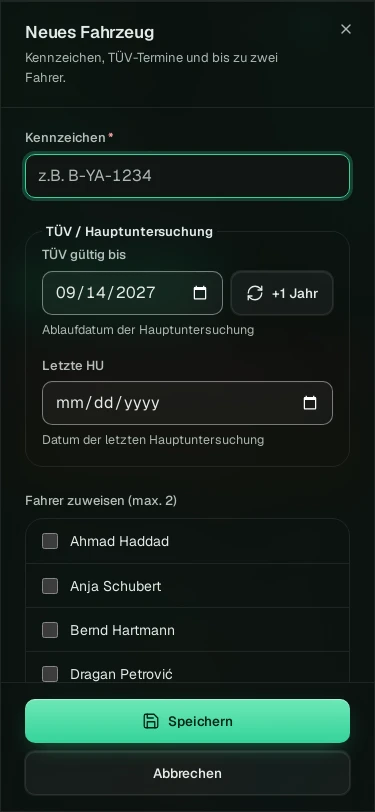 Neues Fahrzeug
Kennzeichen, TÜV-Termine und bis zu zwei
Fahrer.
Kennzeichen *
z.B. B-YA-1234
TÜV / Hauptuntersuchung
TÜV gültig bis
09/14/2027
+1 Jahr
Ablaufdatum der Hauptuntersuchung
Letzte HU
mm/dd/yyyy
Datum der letzten Hauptuntersuchung
Fahrer zuweisen (max. 2)
Ahmad Haddad
Anja Schubert
Bernd Hartmann
Dragan Petrović
Speichern
Abbrechen